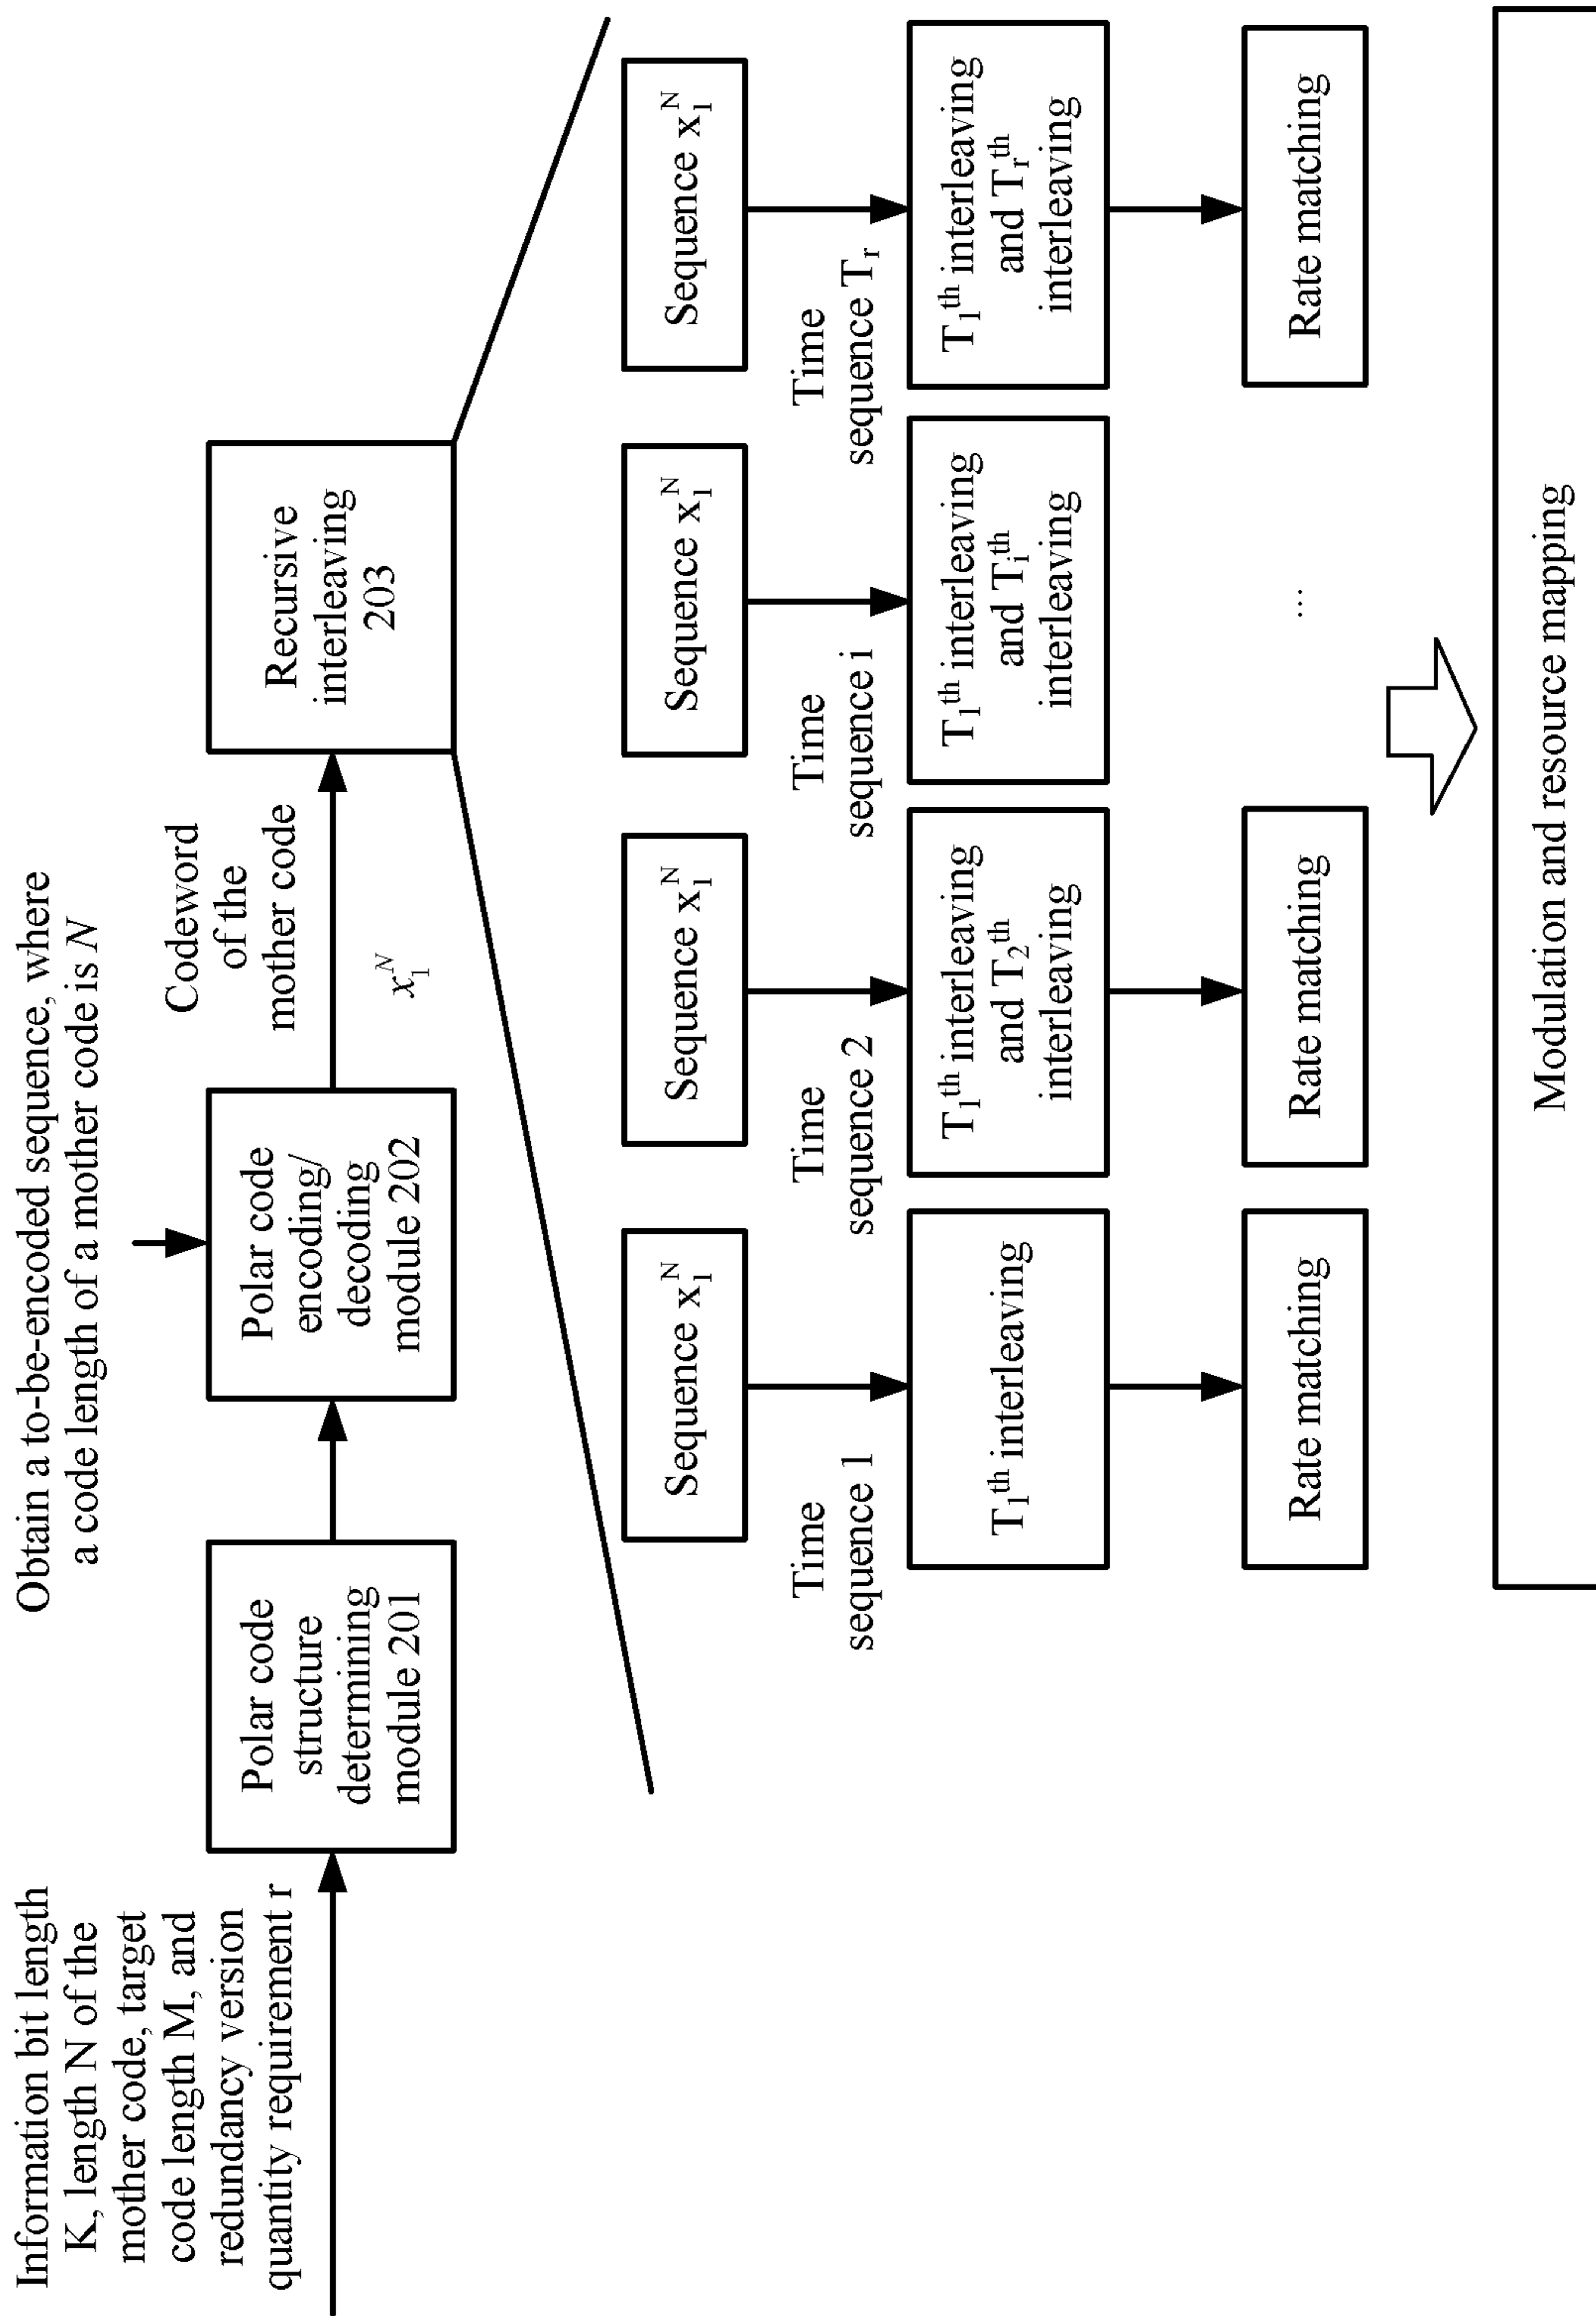 Information bit length
K, length N of the
mother code, target
code length M, and
redundancy version
quantity requirement r
Polar code
structure
determining
module 201
Obtain a to-be-encoded sequence, where
a code length of a mother code is N
Polar code
encoding/
decoding
module 202
Codeword
of the
mother code
x₁ᴺ
Recursive
interleaving
203
Sequence x₁ᴺ
Sequence x₁ᴺ
Sequence x₁ᴺ
Sequence x₁ᴺ
Time
sequence 1
Time
sequence 2
Time
sequence i
Time
sequence Tᵣ
T₁ᵗʰ interleaving
T₁ᵗʰ interleaving
and T₂ᵗʰ
interleaving
T₁ᵗʰ interleaving
and Tᵢᵗʰ
interleaving
T₁ᵗʰ interleaving
and Tᵣᵗʰ
interleaving
Rate matching
Rate matching
...
Rate matching
Modulation and resource mapping